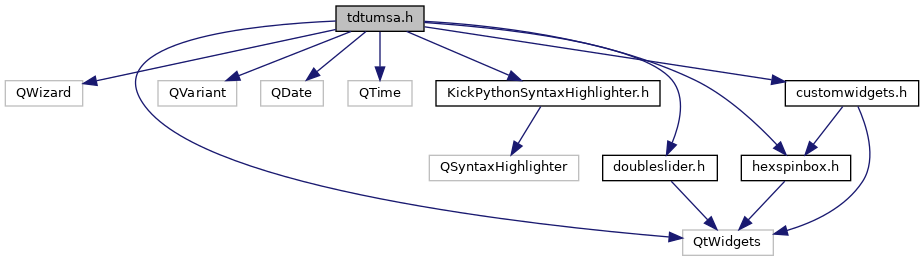 tdtumsa.h
QWizard
QVariant
QDate
QTime
KickPythonSyntaxHighlighter.h
customwidgets.h
QSyntaxHighlighter
doubleslider.h
hexspinbox.h
QtWidgets